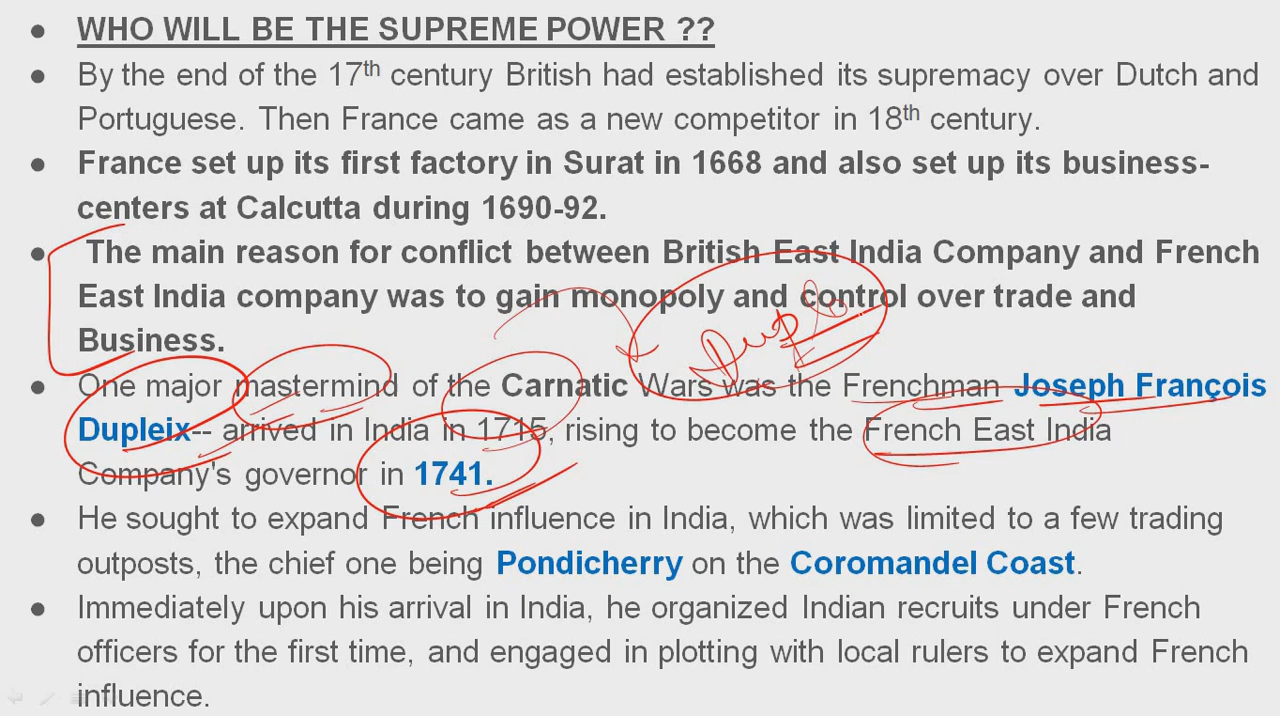 ● WHO WILL BE THE SUPREME POWER ??
● By the end of the 17th century British had established its supremacy over Dutch and
Portuguese. Then France came as a new competitor in 18th century.
● France set up its first factory in Surat in 1668 and also set up its business-
centers at Calcutta during 1690-92.
● The main reason for conflict between British East India Company and French
East India company was to gain monopoly and control over trade and
Business.
● One major mastermind of the Carnatic Wars was the Frenchman Joseph François
Dupleix-- arrived in India in 1715, rising to become the French East India
Company's governor in 1741.
● He sought to expand French influence in India, which was limited to a few trading
outposts, the chief one being Pondicherry on the Coromandel Coast.
● Immediately upon his arrival in India, he organized Indian recruits under French
officers for the first time, and engaged in plotting with local rulers to expand French
influence.